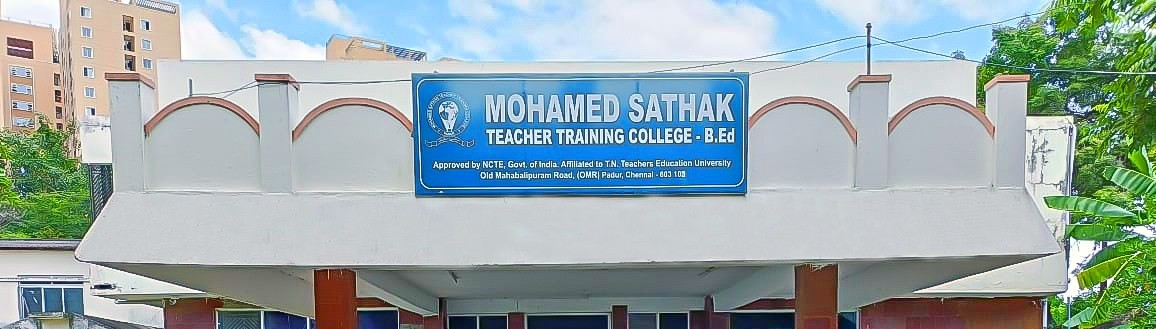 MOHAMED SATHAK
TEACHER TRAINING COLLEGE - B.Ed
Approved by NCTE, Govt. of India. Affiliated to T.N. Teachers Education University
Old Mahabalipuram Road, (OMR) Padur, Chennai - 603 103